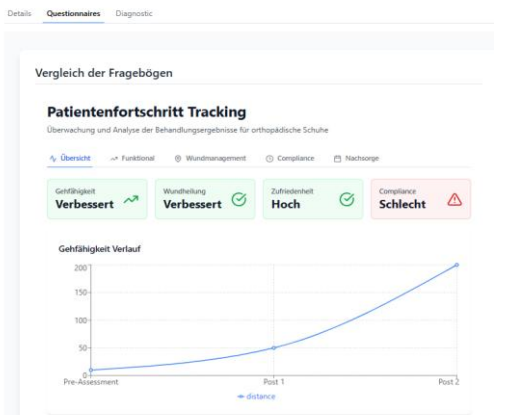 Details Questionnaires Diagnostic
Vergleich der Fragebögen
Patientenfortschritt Tracking
Überwachung und Analyse der Behandlungsergebnisse für orthopädische Schuhe
Übersicht Funktional Wundmanagement Compliance Nachsorge
Gehfähigkeit Wundheilung Zufriedenheit Compliance
Verbessert Verbessert Hoch Schlecht
Gehfähigkeit Verlauf
200
150
100
50
0
Pre-Assessment Post 1 Post 2
distance